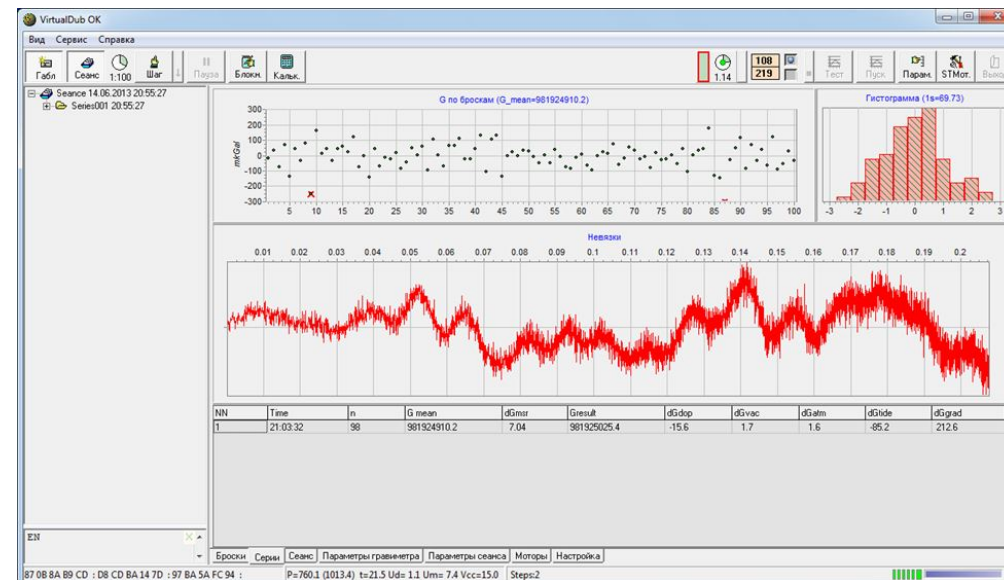 VirtualDub OK
Вид Сервис Справка
Габл Сеанс 1:100 Шаг 1 Пауза Блокн. Кальк. 1.14 108 219 Тест Пуск Парам. STMот. Выхо
Seance 14.06.2013 20:55:27
Series001 20:55:27
G по броскам (G_mean=981924910.2)
mkGal
300
200
100
0
-100
-200
-300
5 10 15 20 25 30 35 40 45 50 55 60 65 70 75 80 85 90 95 100
Гистограмма (1s=69.73)
-3 -2 -1 0 1 2 3
Невязки
0.01 0.02 0.03 0.04 0.05 0.06 0.07 0.08 0.09 0.1 0.11 0.12 0.13 0.14 0.15 0.16 0.17 0.18 0.19 0.2
NN Time n G mean dGmsr Gresult dGdop dGvac dGatm dGtide dGgrad
1 21:03:32 98 981924910.2 7.04 981925025.4 -15.6 1.7 1.6 -85.2 212.6
EN
Броски Серии Сеанс Параметры гравиметра Параметры сеанса Моторы Настройка
87 0B 8A B9 CD : D8 CD BA 14 7D : 97 BA 5A FC 94 : P=760.1 (1013.4) t=21.5 Ud= 1.1 Um= 7.4 Vcc=15.0 Steps:2